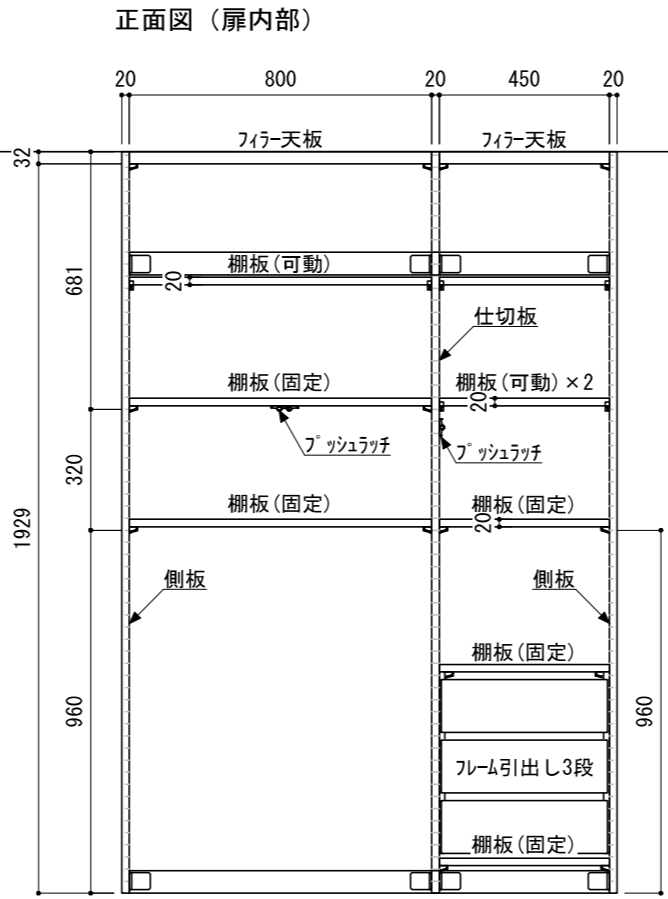 正面図（扉内部）
20 800 20 450 20
ﾌｨﾗｰ天板 ﾌｨﾗｰ天板
32
棚板(可動)
20
681
仕切板
棚板(固定) 棚板(可動)×2
20
ﾌﾟｯｼｭﾗｯﾁ ﾌﾟｯｼｭﾗｯﾁ
320
棚板(固定) 棚板(固定)
20
1929
側板 側板
棚板(固定)
960 960
ﾌﾚｰﾑ引出し3段
棚板(固定)